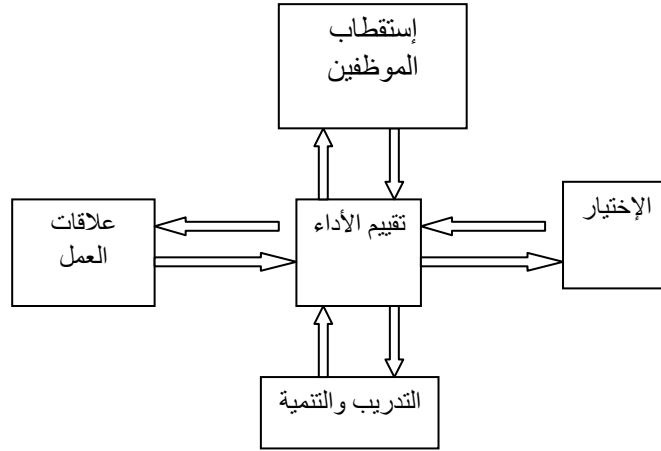 إستقطاب
الموظفين
الإختيار
تقييم الأداء
علاقات
العمل
التدريب والتنمية